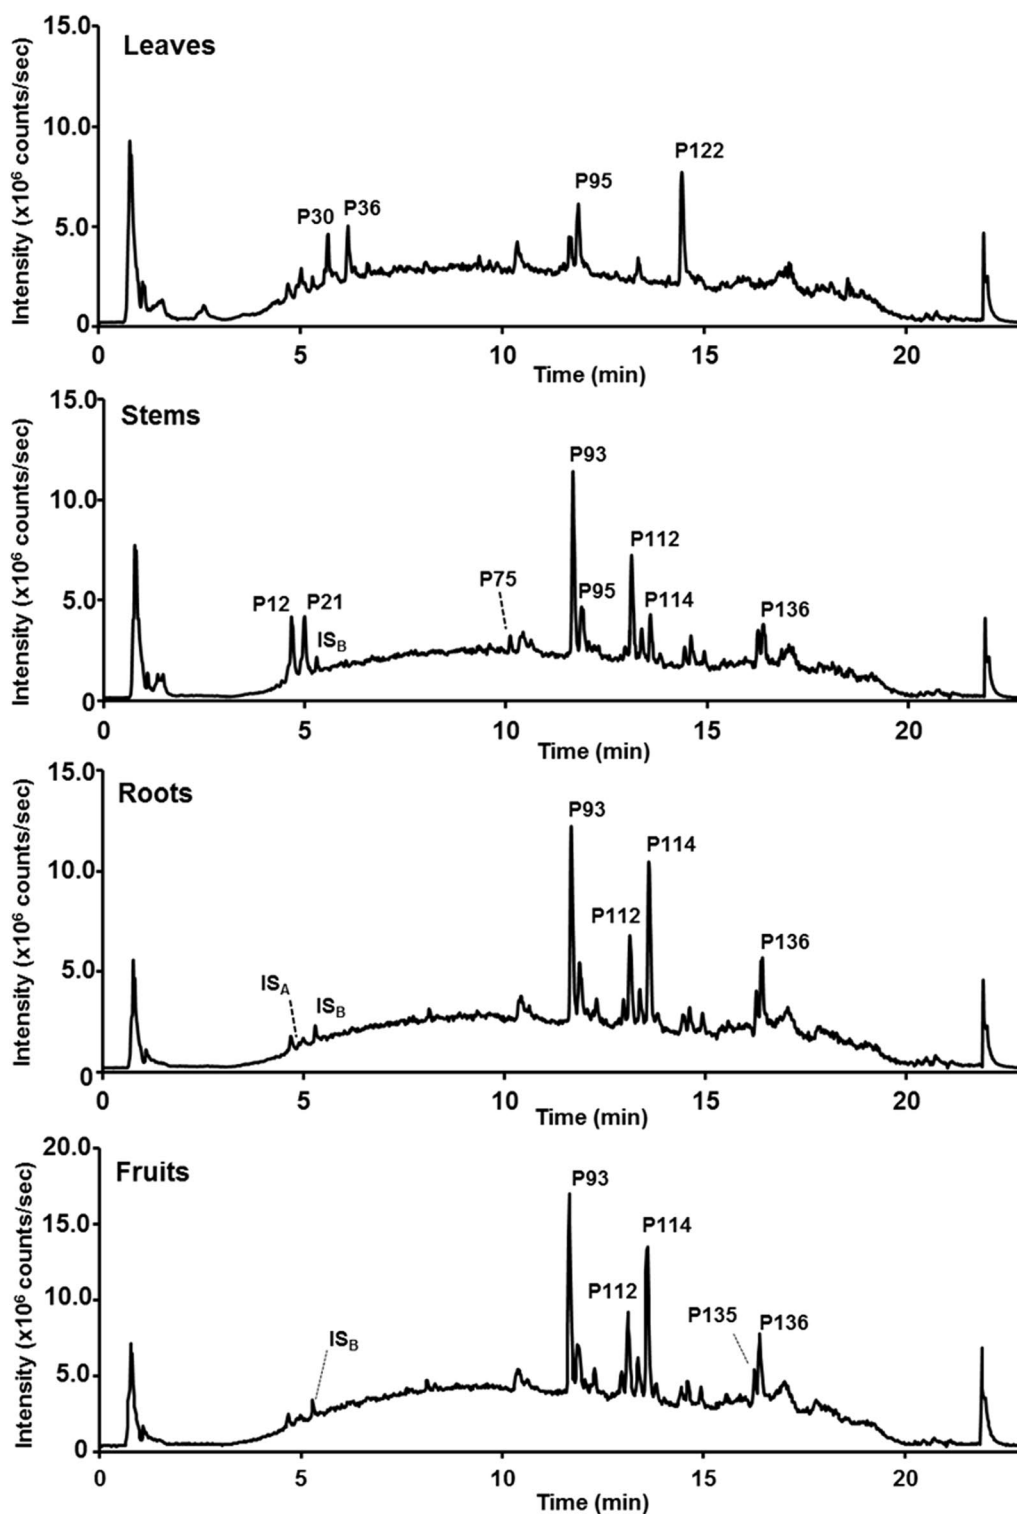 Leaves
Intensity (x10⁶ counts/sec)
15.0
10.0
5.0
0
P30
P36
P95
P122
0 5 10 15 20
Time (min)
Stems
Intensity (x10⁶ counts/sec)
15.0
10.0
5.0
0
P12
P21
ISB
P75
P93
P95
P112
P114
P136
0 5 10 15 20
Time (min)
Roots
Intensity (x10⁶ counts/sec)
15.0
10.0
5.0
0
ISA
ISB
P93
P112
P114
P136
0 5 10 15 20
Time (min)
Fruits
Intensity (x10⁶ counts/sec)
20.0
15.0
10.0
5.0
0
ISB
P93
P112
P114
P135
P136
0 5 10 15 20
Time (min)